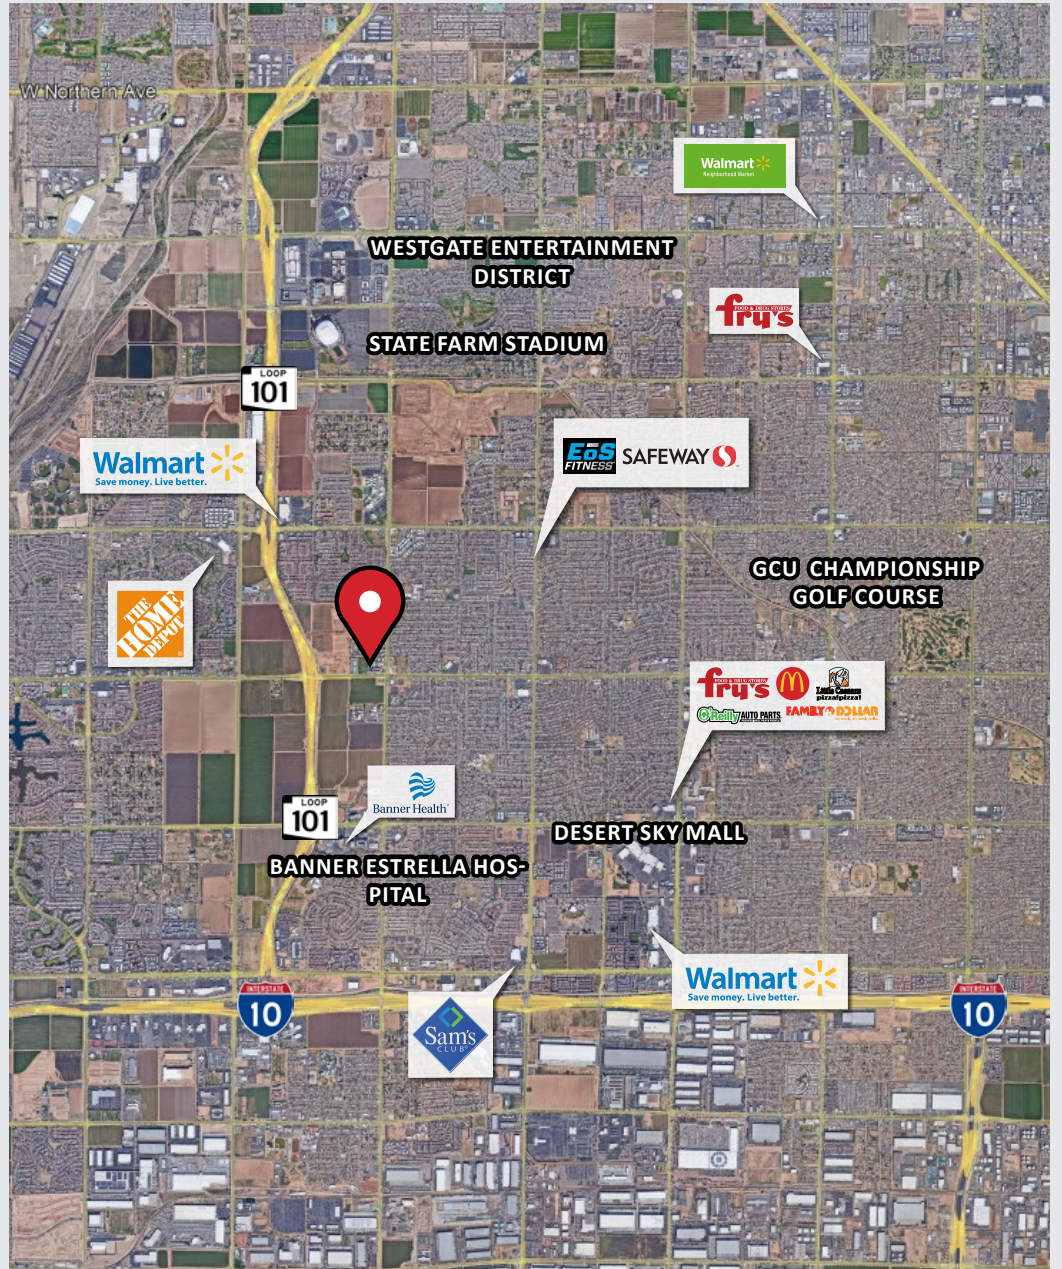 W Northern Ave
Walmart
Neighborhood Market
WESTGATE ENTERTAINMENT
DISTRICT
FOOD & DRUG STORES
fry's
STATE FARM STADIUM
LOOP
101
Walmart
Save money. Live better.
EōS
FITNESS
SAFEWAY
GCU CHAMPIONSHIP
GOLF COURSE
THE
HOME
DEPOT
FOOD & DRUG STORES
fry's
Little Caesars
pizza!pizza!
O'Reilly AUTO PARTS
FAMILY DOLLAR
LOOP
101
Banner Health
DESERT SKY MALL
BANNER ESTRELLA HOS-
PITAL
Walmart
Save money. Live better.
INTERSTATE
10
INTERSTATE
10
Sam's
CLUB